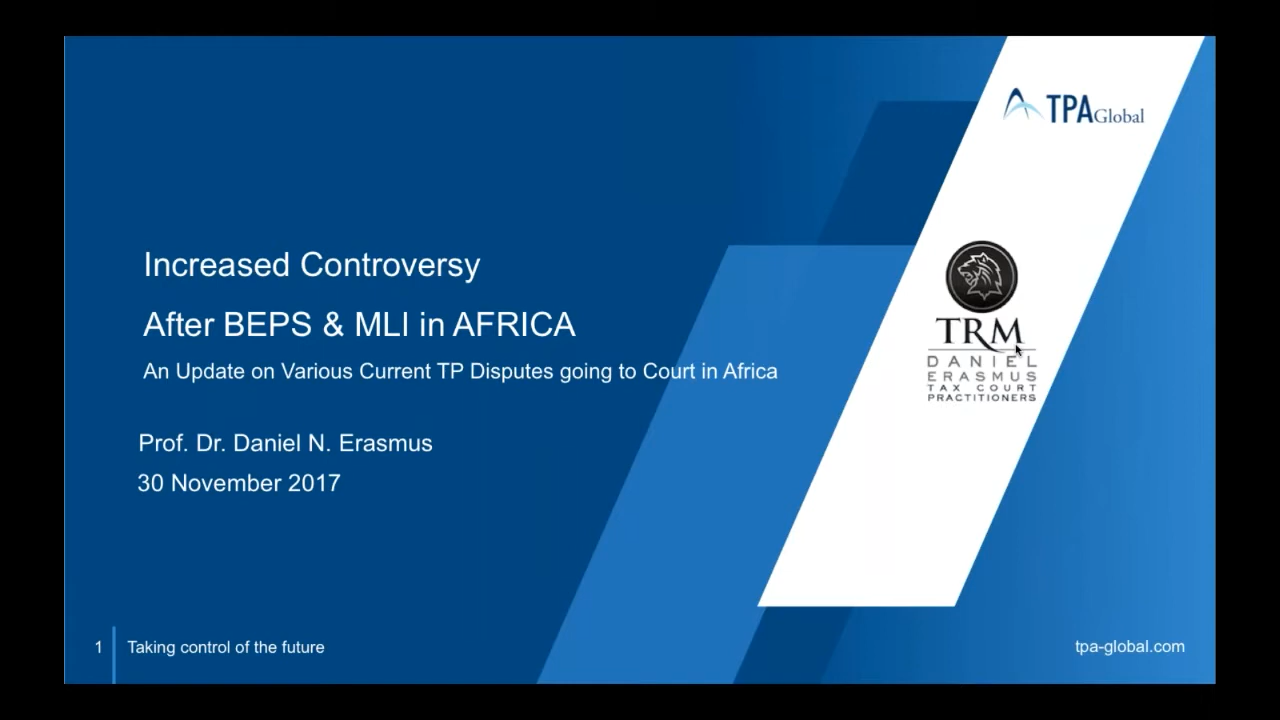 TPA Global
Increased Controversy
After BEPS & MLI in AFRICA
An Update on Various Current TP Disputes going to Court in Africa
Prof. Dr. Daniel N. Erasmus
30 November 2017
TRM
DANIEL
ERASMUS
TAX COURT
PRACTITIONERS
1
Taking control of the future
tpa-global.com